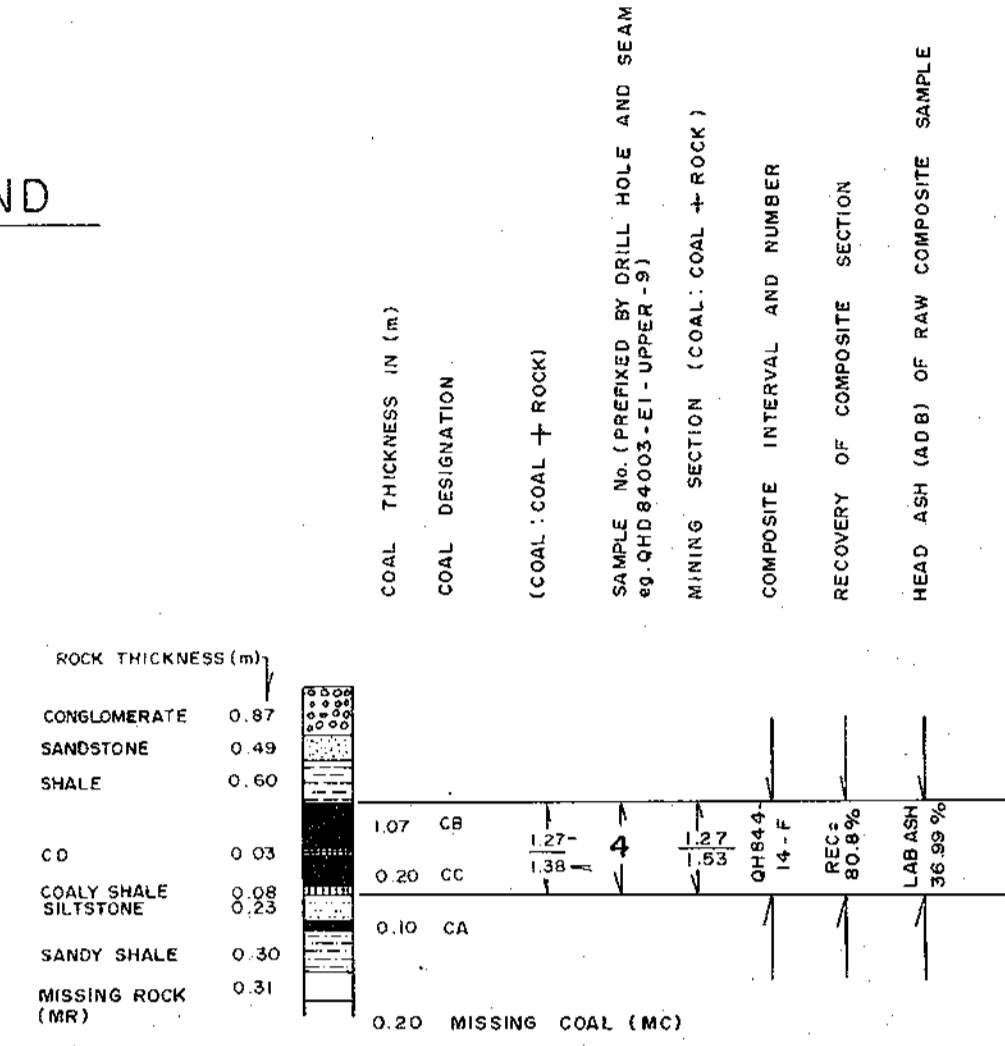 ND
COAL THICKNESS IN (m)
COAL DESIGNATION
(COAL : COAL + ROCK)
SAMPLE No. (PREFIXED BY DRILL HOLE AND SEAM
eg. QHD84003-E1-UPPER-9)
MINING SECTION (COAL : COAL + ROCK)
COMPOSITE INTERVAL AND NUMBER
RECOVERY OF COMPOSITE SECTION
HEAD ASH (ADB) OF RAW COMPOSITE SAMPLE
ROCK THICKNESS (m)
CONGLOMERATE 0.87
SANDSTONE 0.49
SHALE 0.60
CD 0 03
COALY SHALE 0.08
SILTSTONE 0.23
SANDY SHALE 0.30
MISSING ROCK 0.31
(MR)
1.07 CB
0.20 CC
0.10 CA
0.20 MISSING COAL (MC)
1.27
1.38
4
1.27
1.53
QH844-
14-F
REC=
80.8%
LAB ASH
36.99%